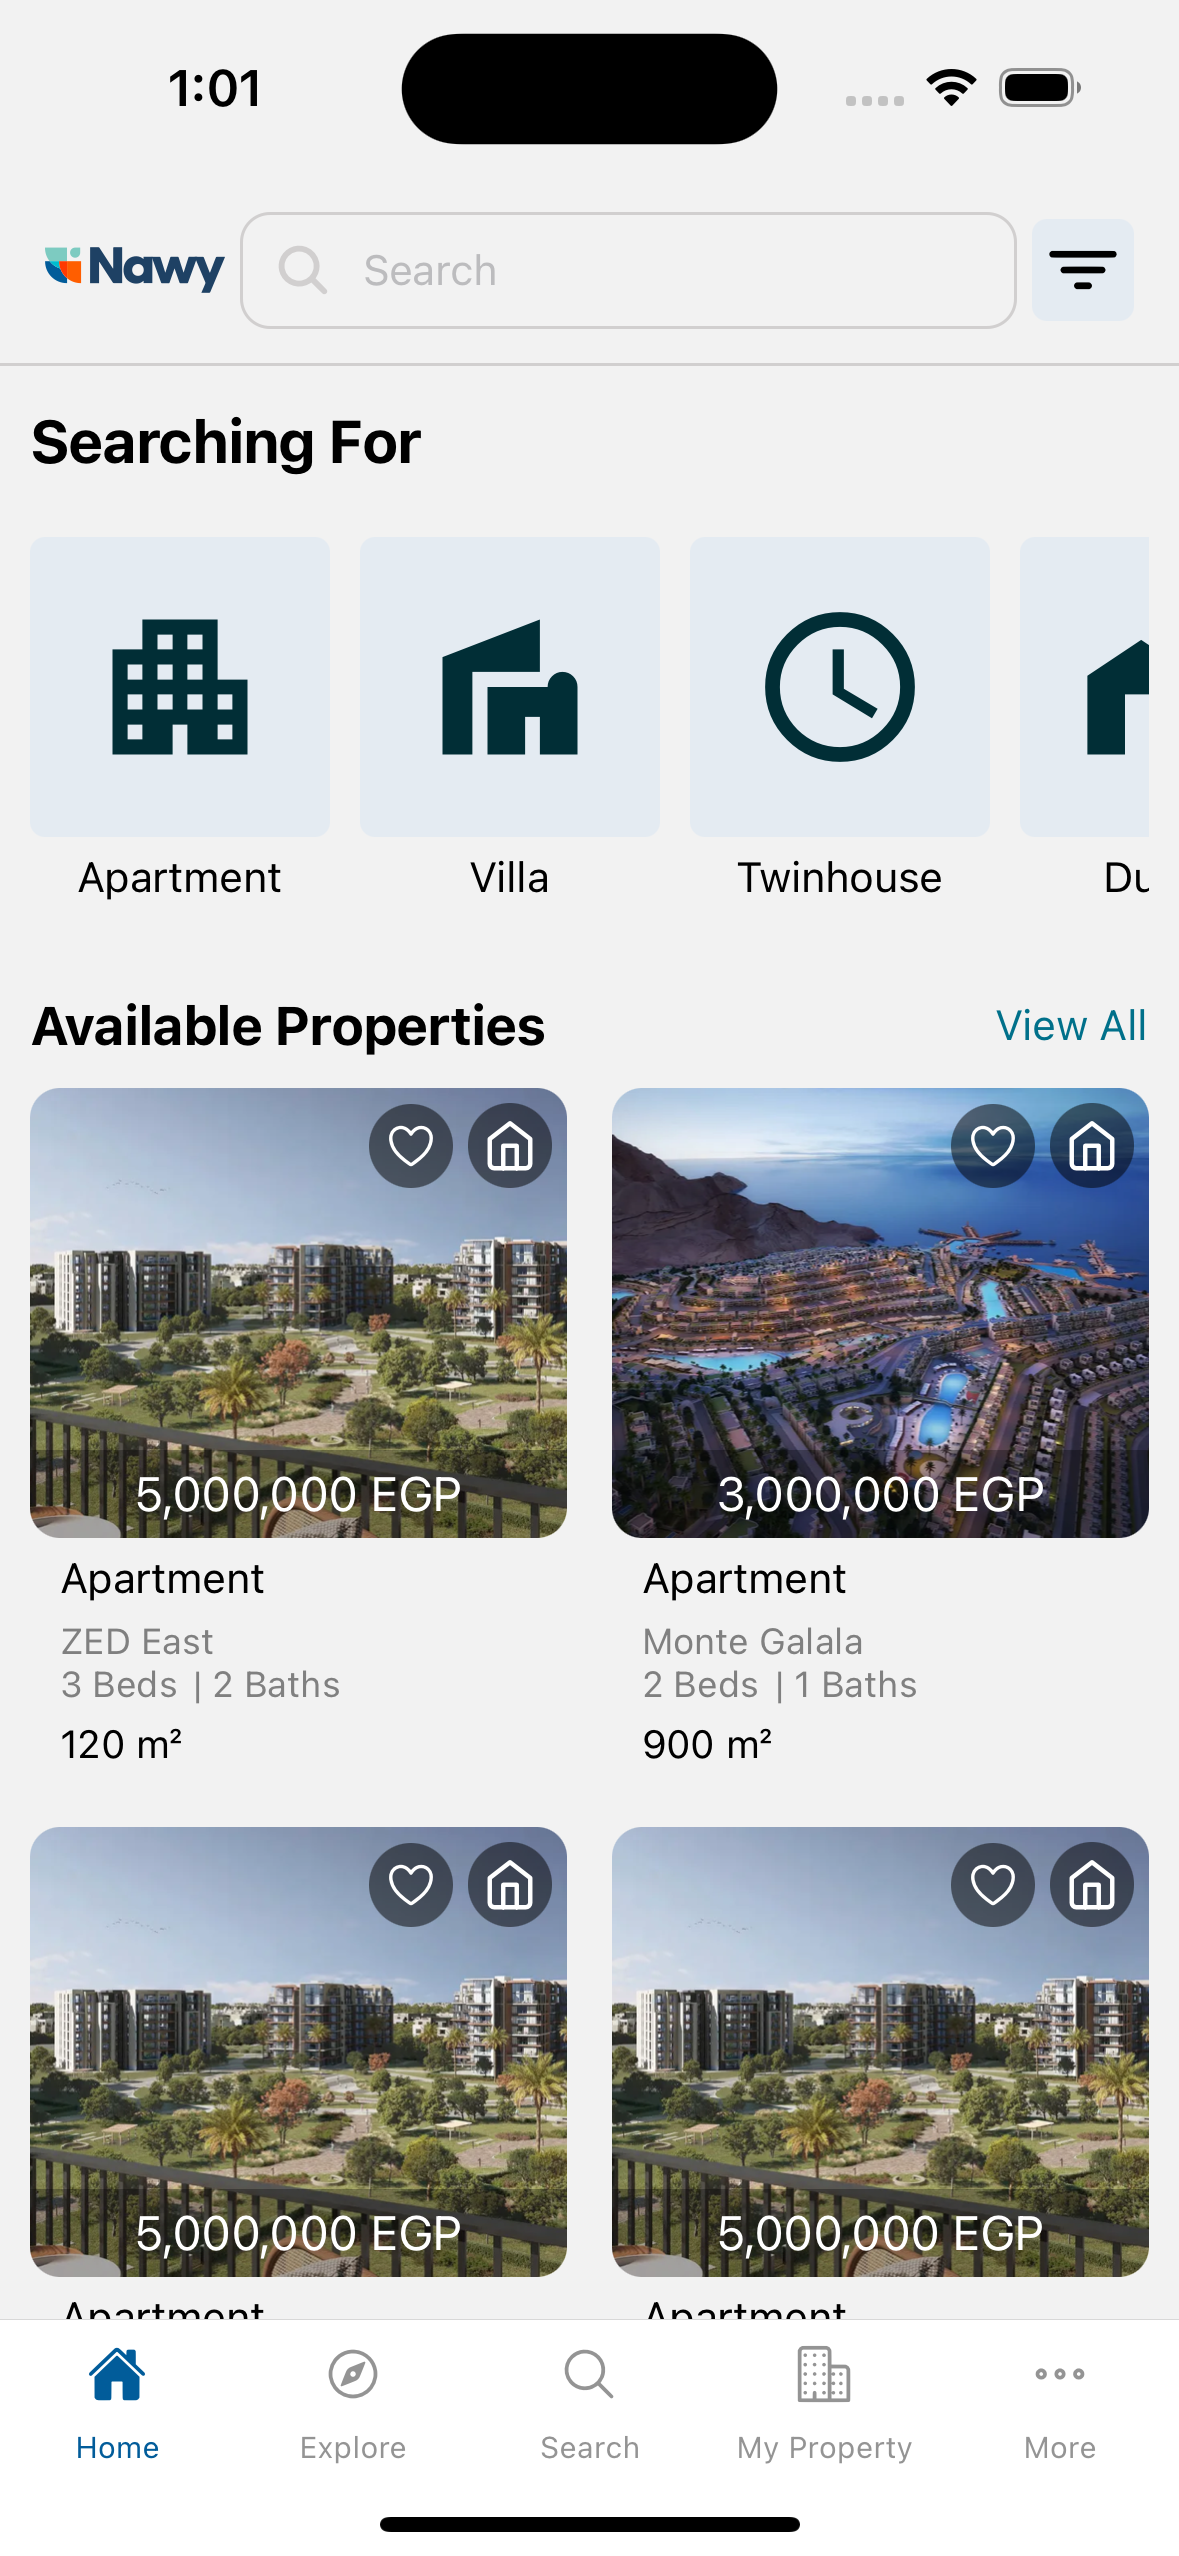 1:01
Nawy
Search
Searching For
Apartment
Villa
Twinhouse
Du
Available Properties
View All
5,000,000 EGP
3,000,000 EGP
Apartment
Apartment
ZED East
Monte Galala
3 Beds | 2 Baths
2 Beds | 1 Baths
120 m²
900 m²
5,000,000 EGP
5,000,000 EGP
Apartment
Apartment
Home
Explore
Search
My Property
More